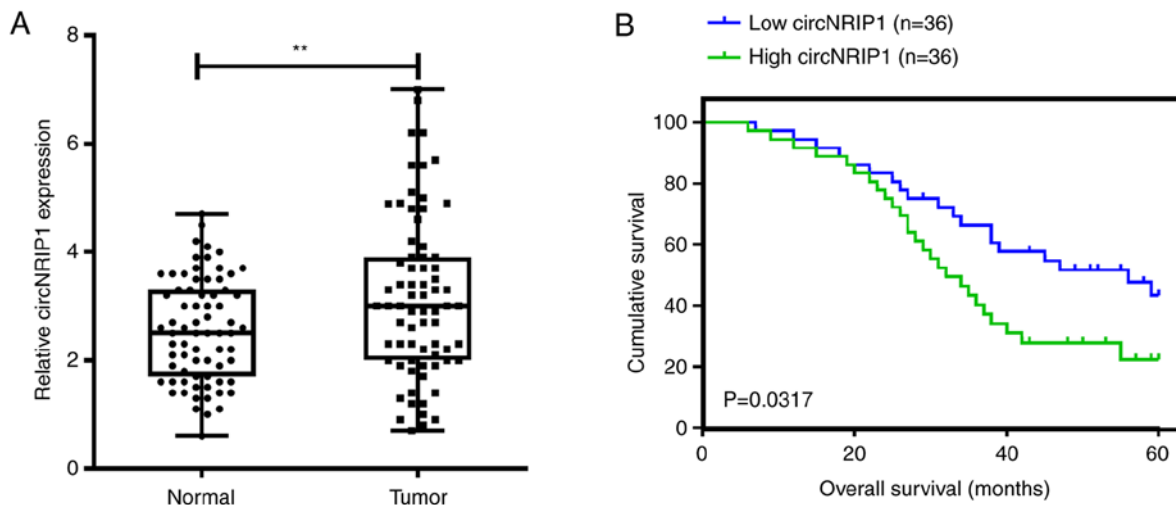 A
Relative circNRIP1 expression
8
6
4
2
0
**
Normal
Tumor
B
Low circNRIP1 (n=36)
High circNRIP1 (n=36)
Cumulative survival
100
80
60
40
20
0
P=0.0317
0
20
40
60
Overall survival (months)